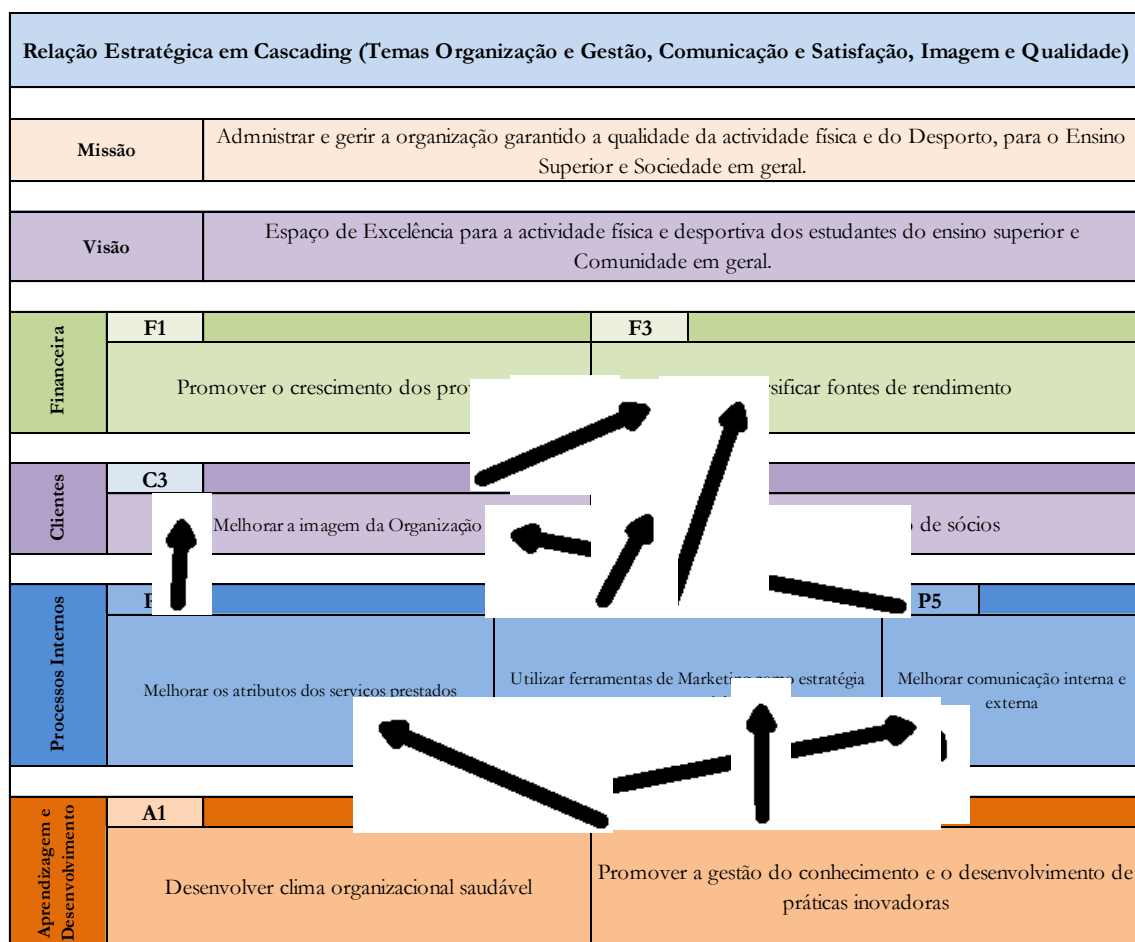 Relação Estratégica em Cascading (Temas Organização e Gestão, Comunicação e Satisfação, Imagem e Qualidade)
Missão
Admnistrar e gerir a organização garantido a qualidade da actividade física e do Desporto, para o Ensino
Superior e Sociedade em geral.
Visão
Espaço de Excelência para a actividade física e desportiva dos estudantes do ensino superior e
Comunidade em geral.
Financeira
F1
F3
Promover o crescimento dos
fontes de rendimento
Clientes
C3
Melhorar a imagem da Organização
de sócios
Processos Internos
P5
Melhorar os atributos dos serviços prestados
Utilizar ferramentas de Marketing como estratégia
Melhorar comunicação interna e
externa
Aprendizagem e
Desenvolvimento
A1
Desenvolver clima organizacional saudável
Promover a gestão do conhecimento e o desenvolvimento de
práticas inovadoras